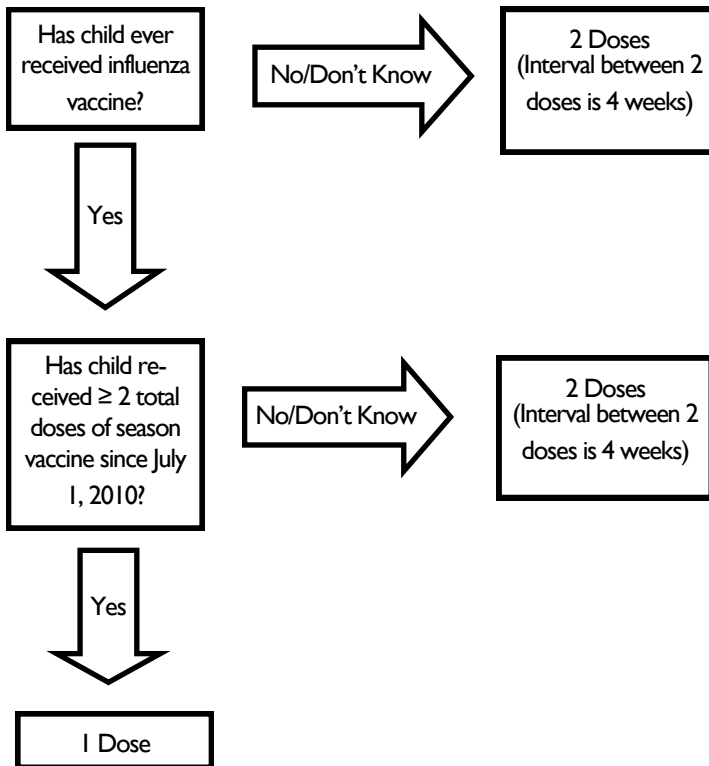 Has child ever
received influenza
vaccine?
No/Don't Know
2 Doses
(Interval between 2
doses is 4 weeks)
Yes
Has child re-
ceived ≥ 2 total
doses of season
vaccine since July
1, 2010?
No/Don't Know
2 Doses
(Interval between 2
doses is 4 weeks)
Yes
1 Dose